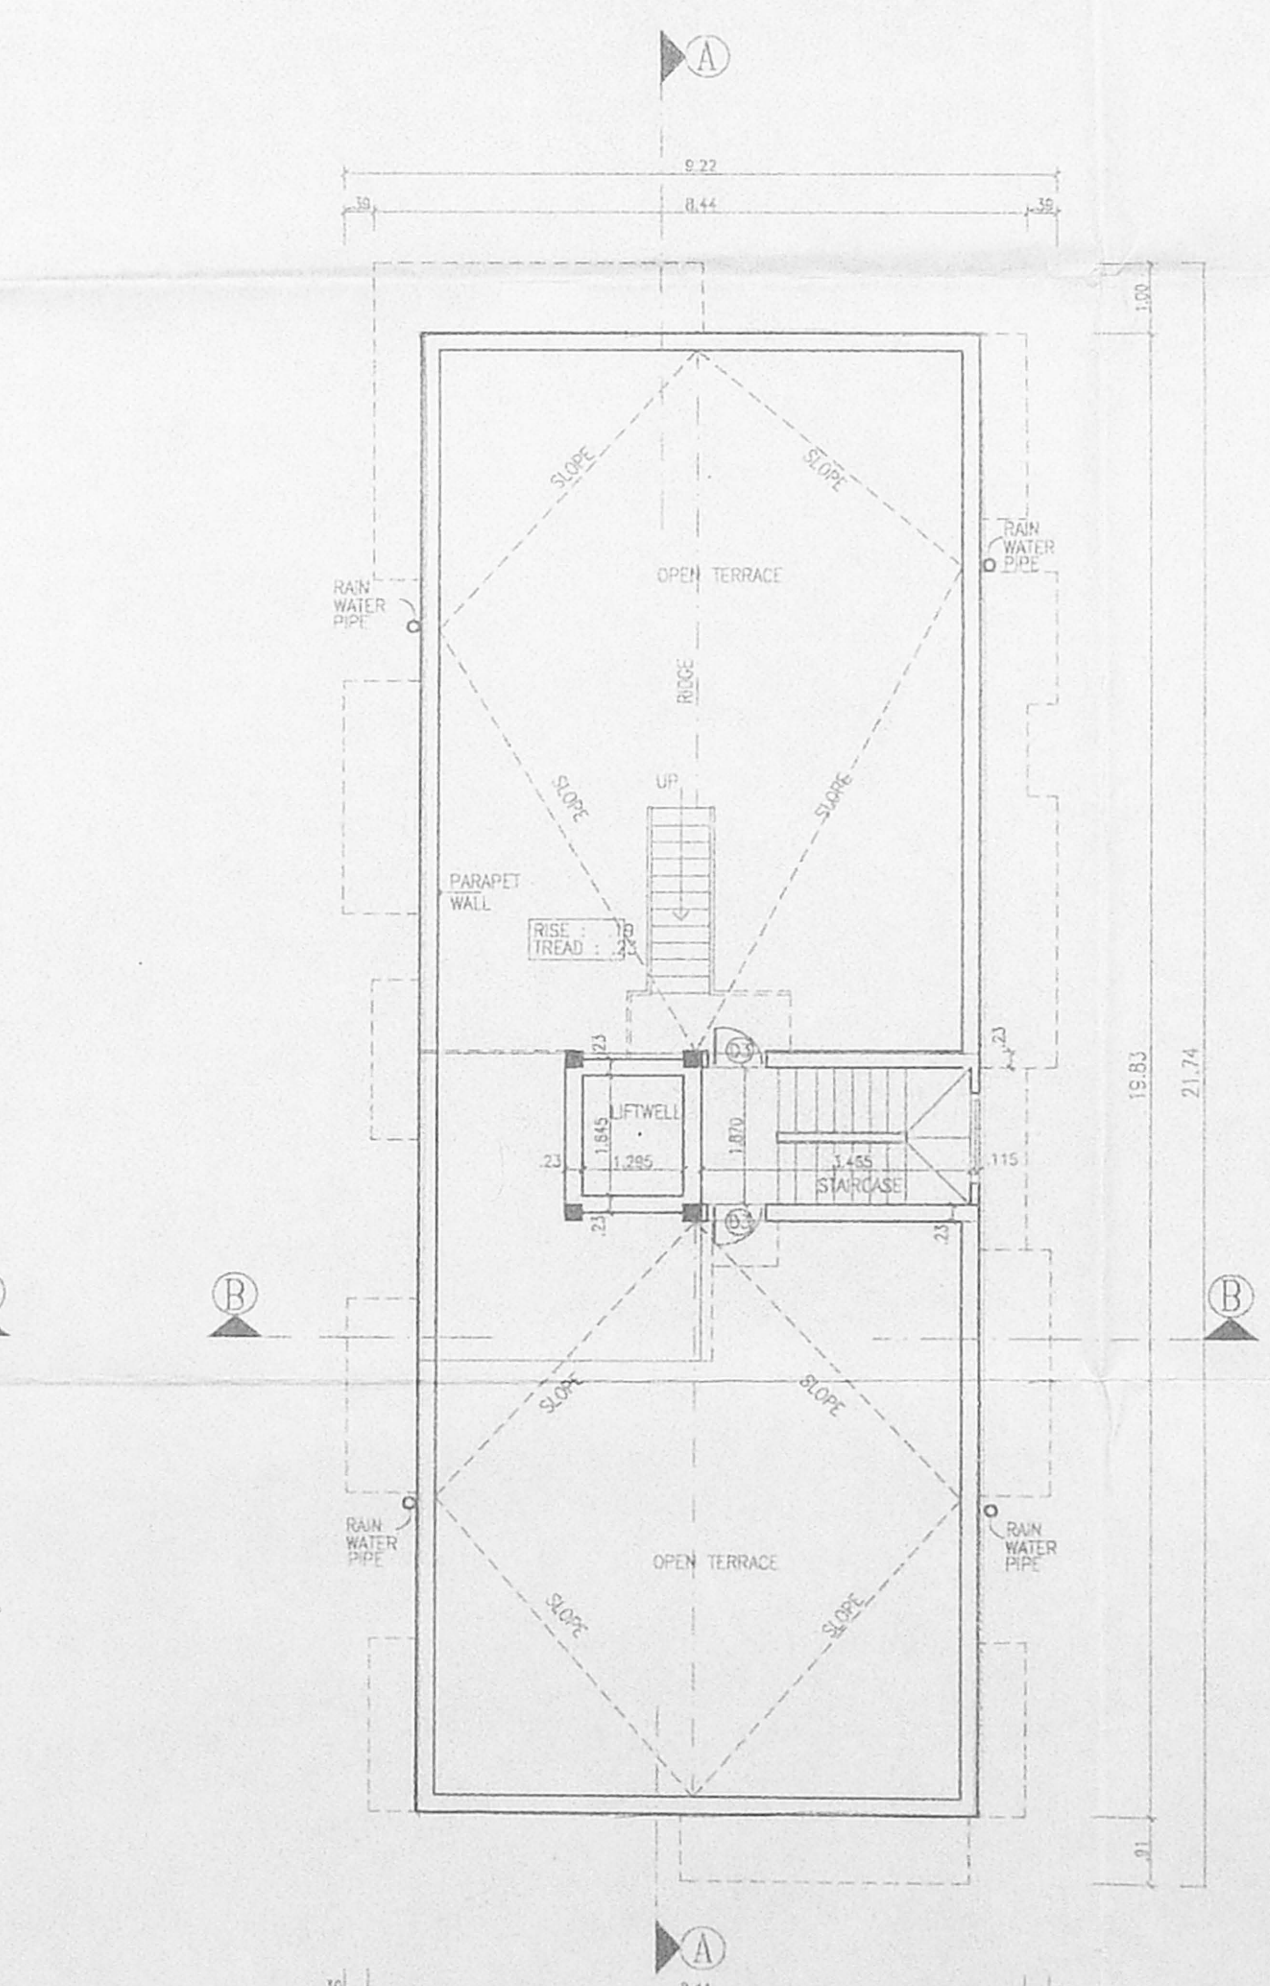 A
9.22
.39
8.44
.39
1.00
SLOPE
SLOPE
RAIN
WATER
PIPE
OPEN TERRACE
RAIN
WATER
PIPE
RIDGE
UP
SLOPE
SLOPE
PARAPET
WALL
RISE : .19
TREAD : .23
.23
D3
.23
19.83
21.74
LIFTWELL
1.645
1.870
.23
1.295
3.465
.115
STAIRCASE
.23
D3
.23
B
B
SLOPE
SLOPE
RAIN
WATER
PIPE
RAIN
WATER
PIPE
OPEN TERRACE
SLOPE
SLOPE
.91
A